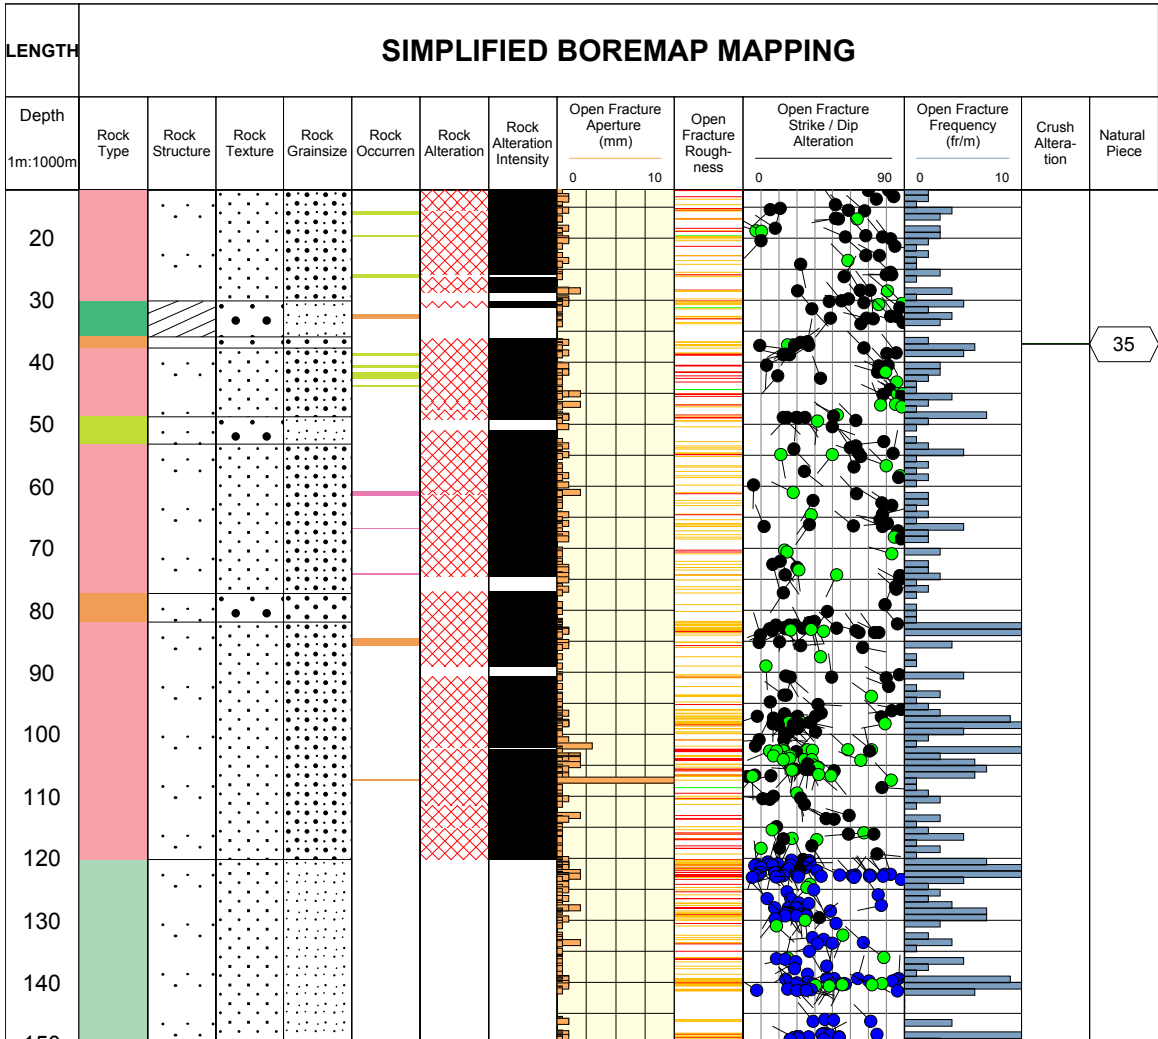 LENGTH
SIMPLIFIED BOREMAP MAPPING
Depth
1m:1000m
Rock
Type
Rock
Structure
Rock
Texture
Rock
Grainsize
Rock
Occurren
Rock
Alteration
Rock
Alteration
Intensity
Open Fracture
Aperture
(mm)
0 10
Open
Fracture
Rough-
ness
Open Fracture
Strike / Dip
Alteration
0 90
Open Fracture
Frequency
(fr/m)
0 10
Crush
Altera-
tion
Natural
Piece
20
30
35
40
50
60
70
80
90
100
110
120
130
140
150